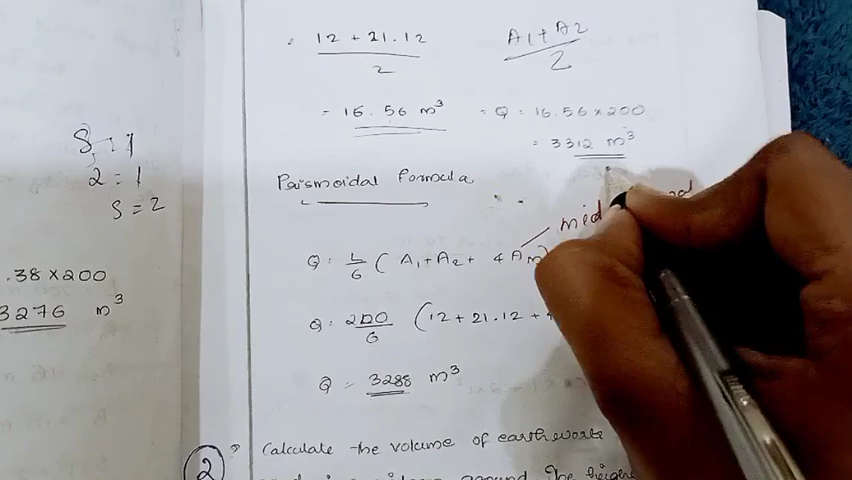 S : 1
2 = 1
S = 2
.38 x 200
3276 m³
12 + 21.12
2
A1 + A2
2
= 16.56 m³
= Q = 16.56 x 200
= 3312 m³
Prismoidal formula
mid
Q = L/6 ( A1 + A2 + 4Am
Q = 200/6 (12 + 21.12 +
Q = 3288 m³
2
Calculate the volume of earthwork